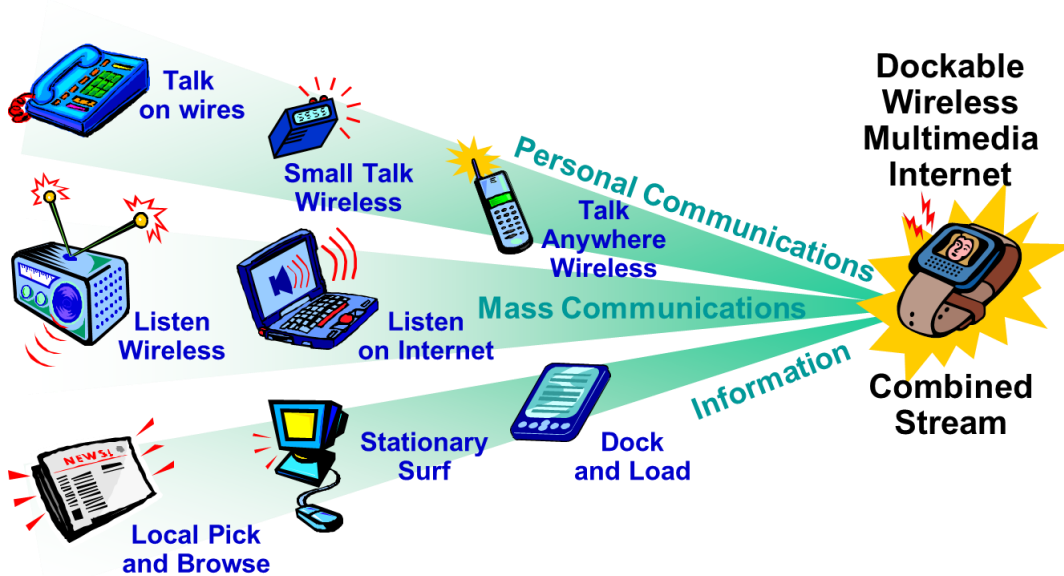 Talk
on wires
Small Talk
Wireless
Talk
Anywhere
Wireless
Personal Communications
Dockable
Wireless
Multimedia
Internet
Listen
Wireless
Listen
on Internet
Mass Communications
NEWS!
Local Pick
and Browse
Stationary
Surf
Dock
and Load
Information
Combined
Stream